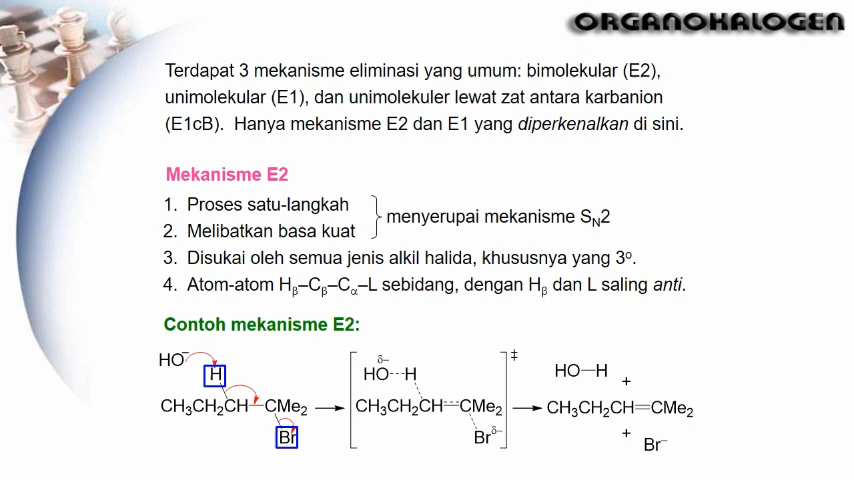 ORGANOHALOGEN
Terdapat 3 mekanisme eliminasi yang umum: bimolekular (E2),
unimolekular (E1), dan unimolekuler lewat zat antara karbanion
(E1cB). Hanya mekanisme E2 dan E1 yang diperkenalkan di sini.
Mekanisme E2
1. Proses satu-langkah
2. Melibatkan basa kuat
menyerupai mekanisme SN2
3. Disukai oleh semua jenis alkil halida, khususnya yang 3o.
4. Atom-atom Hβ–Cβ–Cα–L sebidang, dengan Hβ dan L saling anti.
Contoh mekanisme E2:
HO–
H
CH3CH2CH—CMe2
Br
δ–
HO---H
CH3CH2CH---CMe2
Brδ–
‡
HO—H
+
CH3CH2CH=CMe2
+
Br–